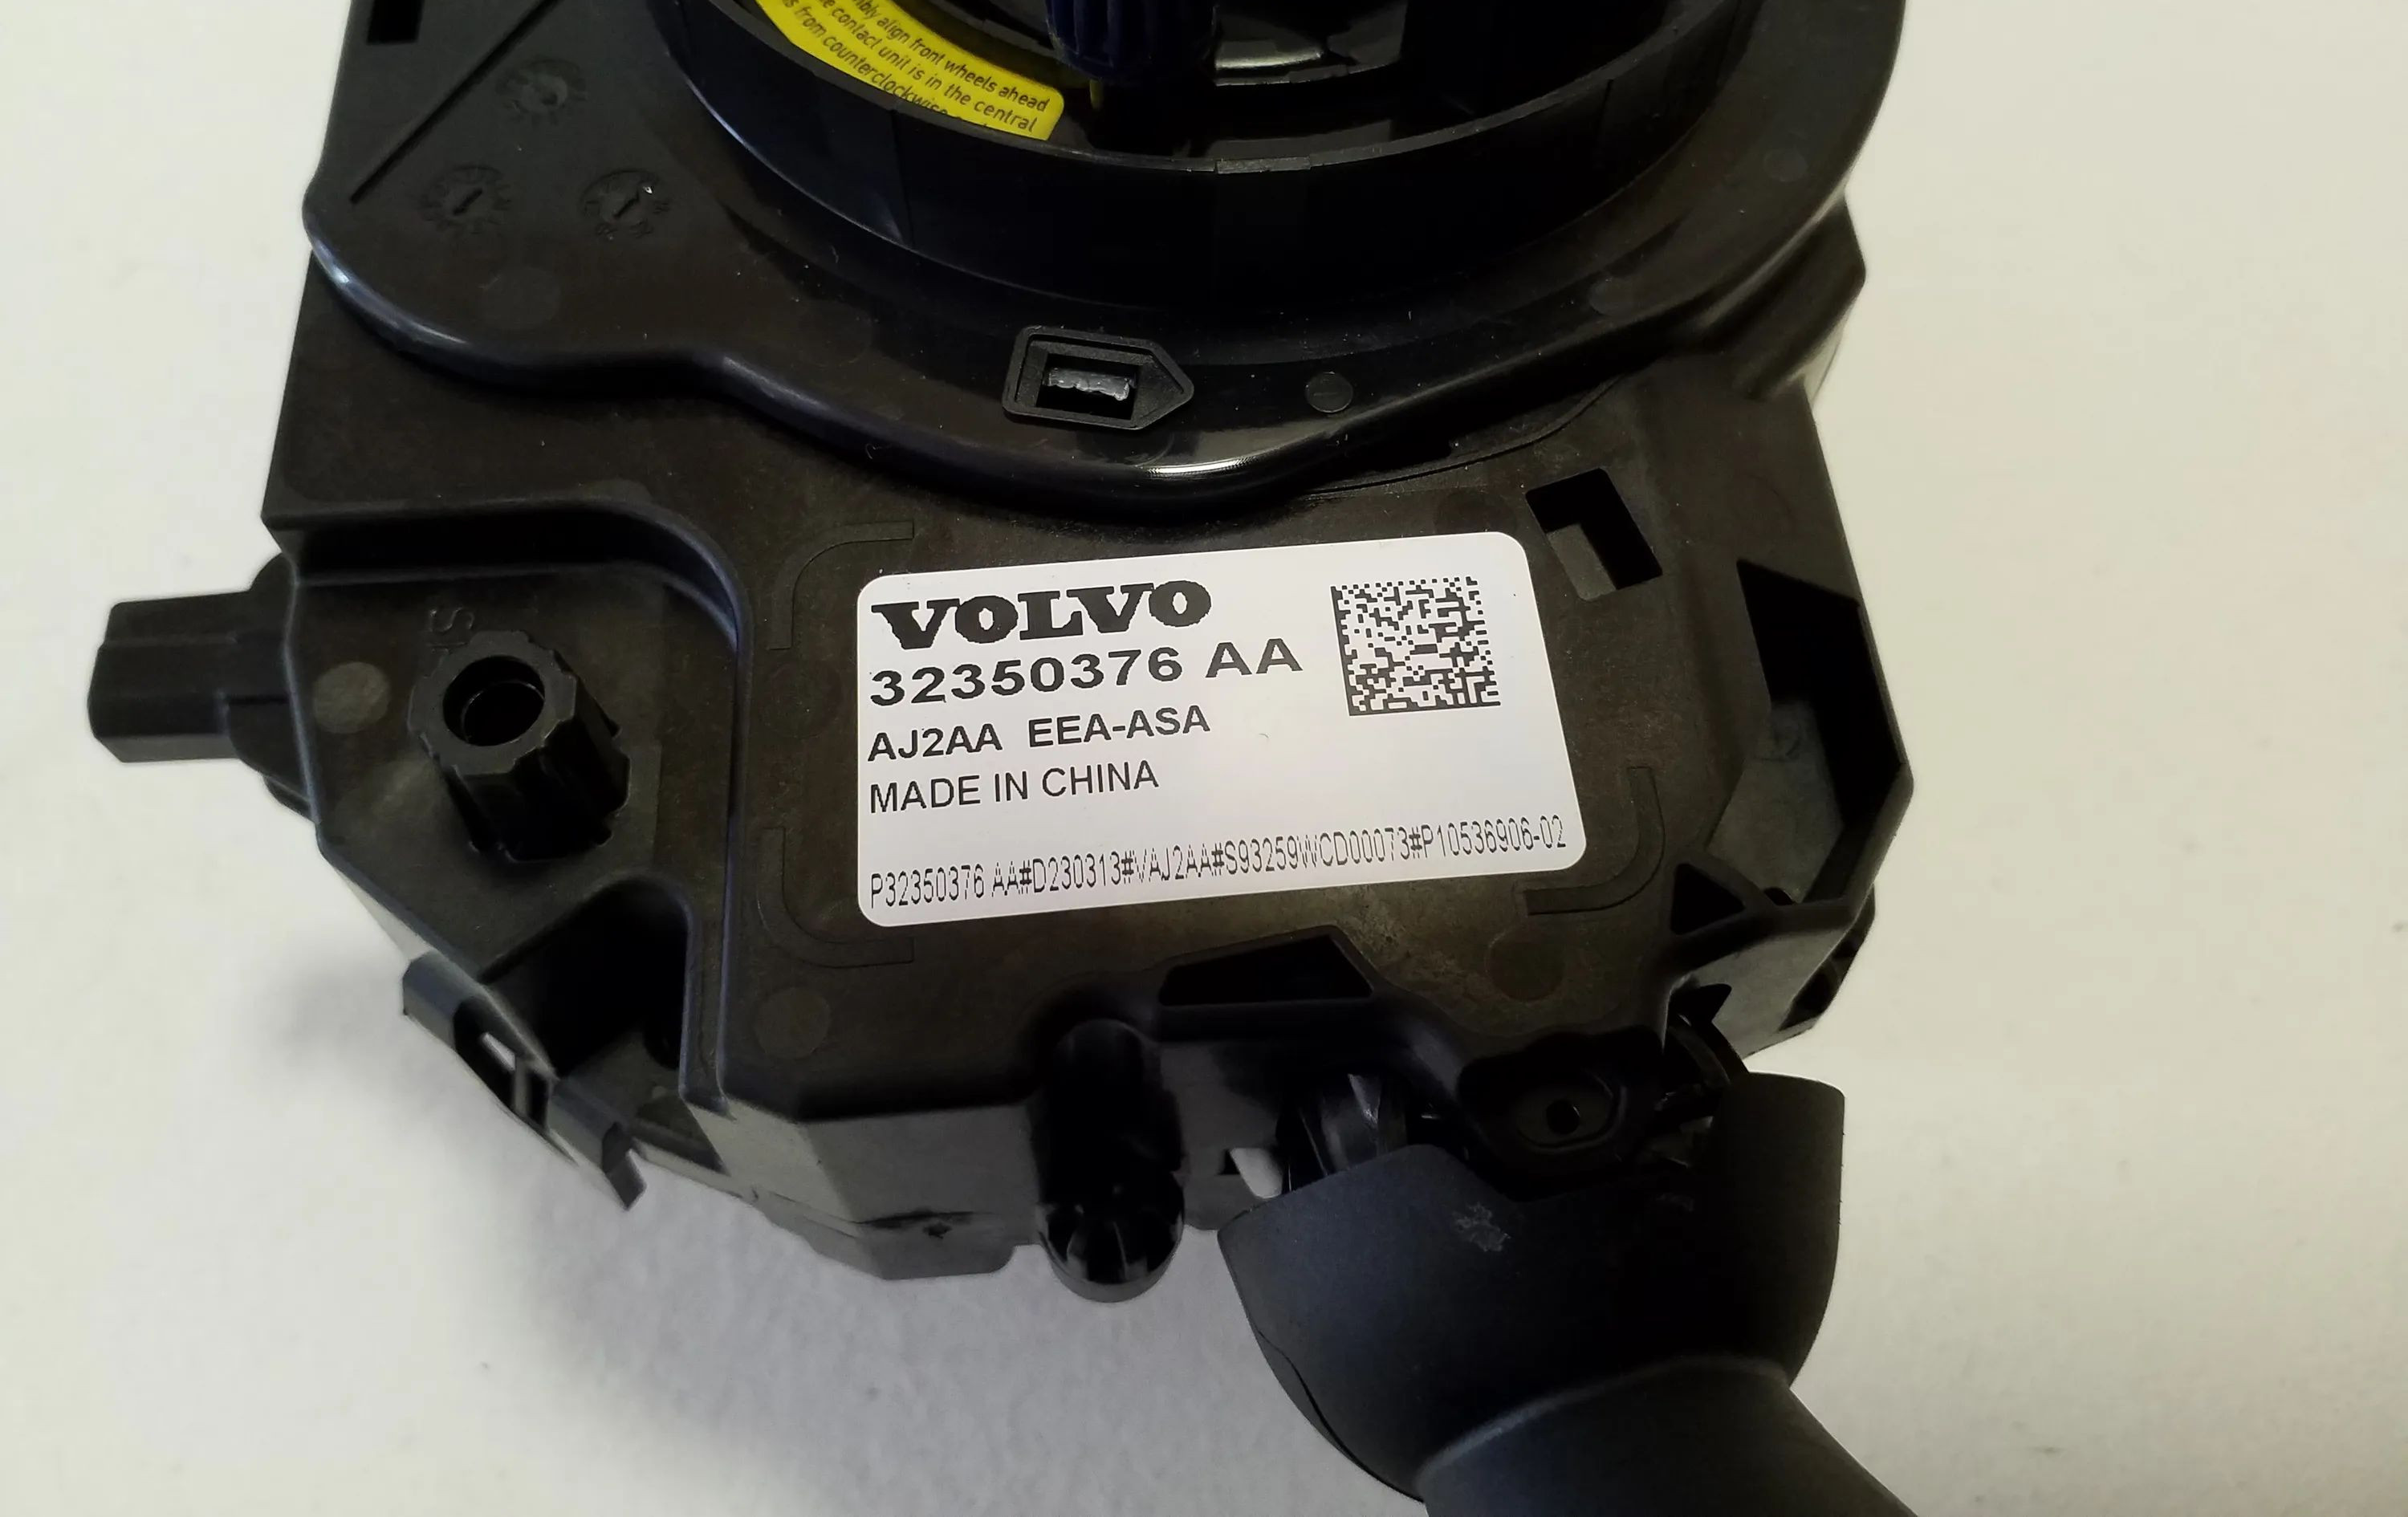 align front wheels ahead
contact unit is in the central
from counterclockwise
VOLVO
32350376 AA
AJ2AA EEA-ASA
MADE IN CHINA
P32350376 AA#D230313#VAJ2AA#S93259WCD00073#P10536906-02